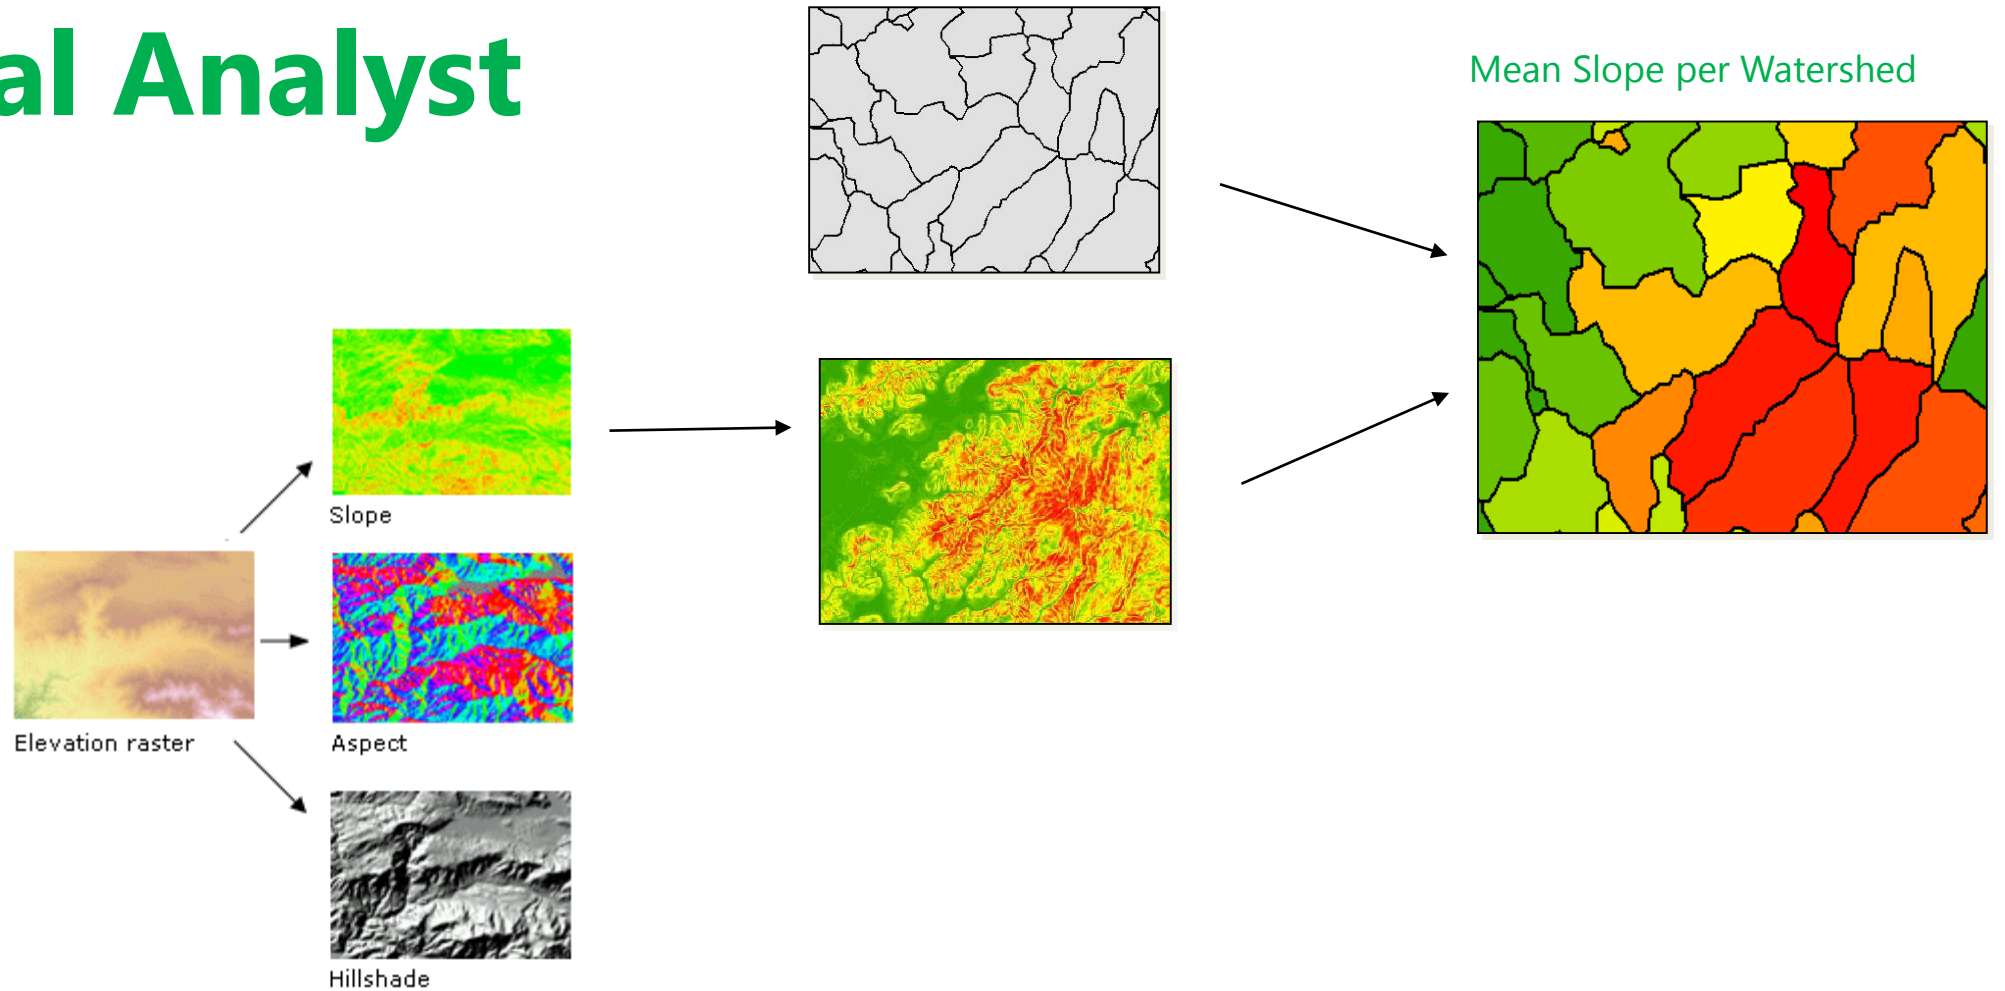 al Analyst
Mean Slope per Watershed
Slope
Elevation raster
Aspect
Hillshade